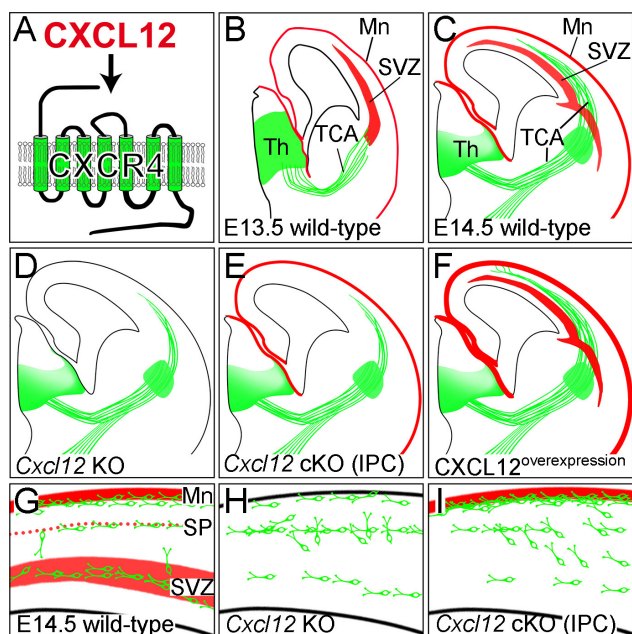 A
CXCL12
CXCR4
B
Mn
SVZ
Th
TCA
E13.5 wild-type
C
Mn
SVZ
TCA
Th
E14.5 wild-type
D
Cxcl12 KO
E
Cxcl12 cKO (IPC)
F
CXCL12overexpression
G
Mn
SP
SVZ
E14.5 wild-type
H
Cxcl12 KO
I
Cxcl12 cKO (IPC)